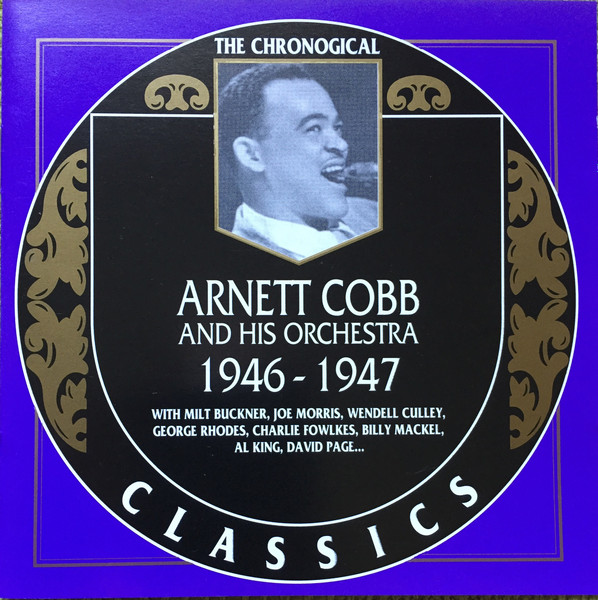 THE CHRONOGICAL
ARNETT COBB
AND HIS ORCHESTRA
1946 - 1947
WITH MILT BUCKNER, JOE MORRIS, WENDELL CULLEY,
GEORGE RHODES, CHARLIE FOWLKES, BILLY MACKEL,
AL KING, DAVID PAGE...
CLASSICS